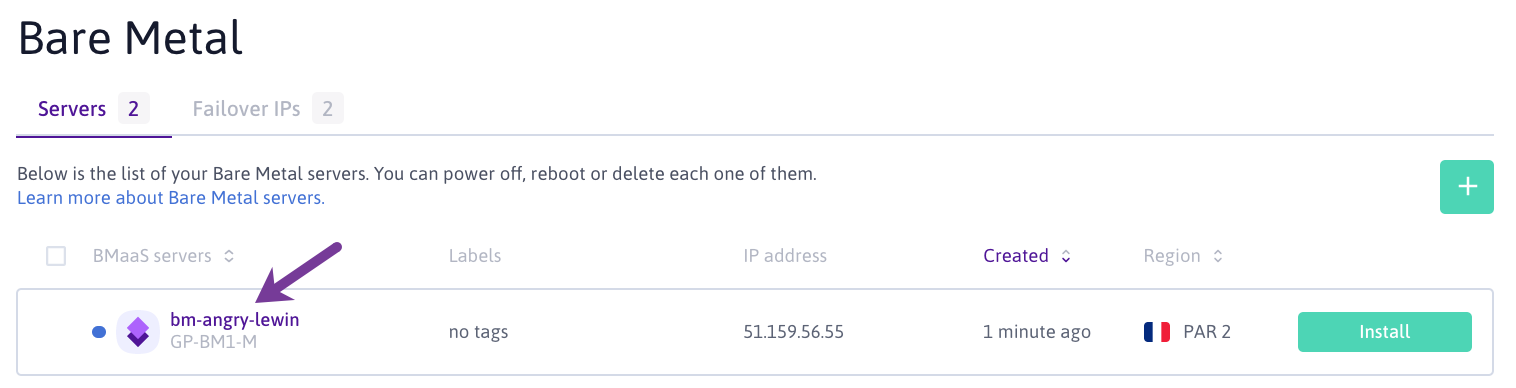 Bare Metal
Servers 2 Failover IPs 2
Below is the list of your Bare Metal servers. You can power off, reboot or delete each one of them.
Learn more about Bare Metal servers.
BMaaS servers Labels IP address Created Region
bm-angry-lewin
GP-BM1-M
no tags 51.159.56.55 1 minute ago PAR 2 Install